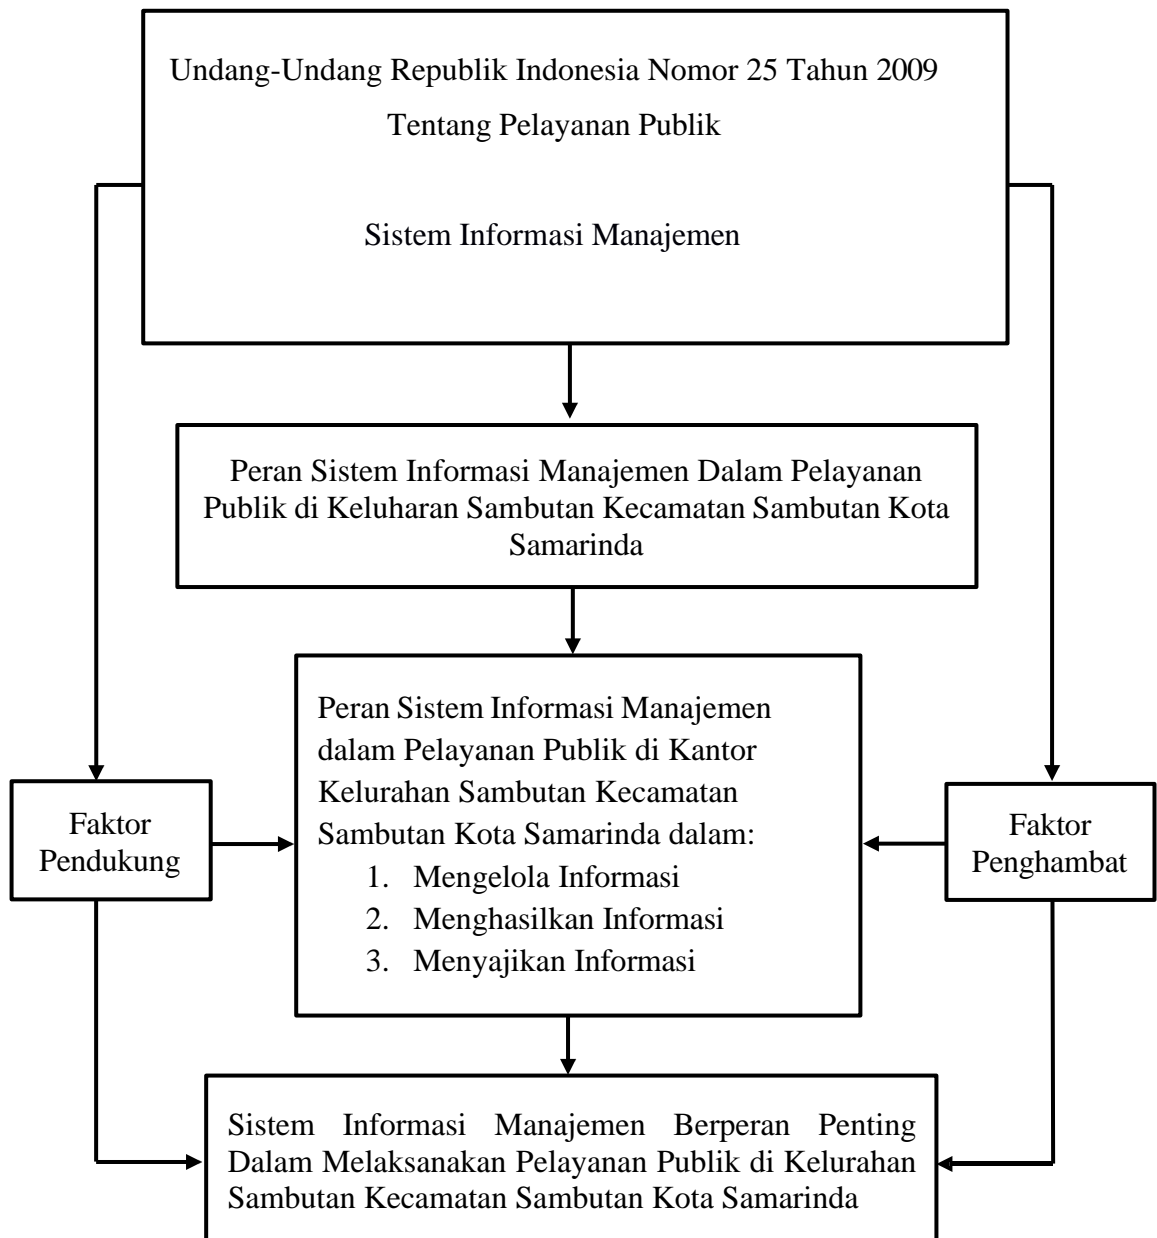 Undang-Undang Republik Indonesia Nomor 25 Tahun 2009
Tentang Pelayanan Publik
Sistem Informasi Manajemen
Peran Sistem Informasi Manajemen Dalam Pelayanan
Publik di Keluharan Sambutan Kecamatan Sambutan Kota
Samarinda
Peran Sistem Informasi Manajemen
dalam Pelayanan Publik di Kantor
Kelurahan Sambutan Kecamatan
Sambutan Kota Samarinda dalam:
1. Mengelola Informasi
2. Menghasilkan Informasi
3. Menyajikan Informasi
Faktor
Pendukung
Faktor
Penghambat
Sistem Informasi Manajemen Berperan Penting
Dalam Melaksanakan Pelayanan Publik di Kelurahan
Sambutan Kecamatan Sambutan Kota Samarinda